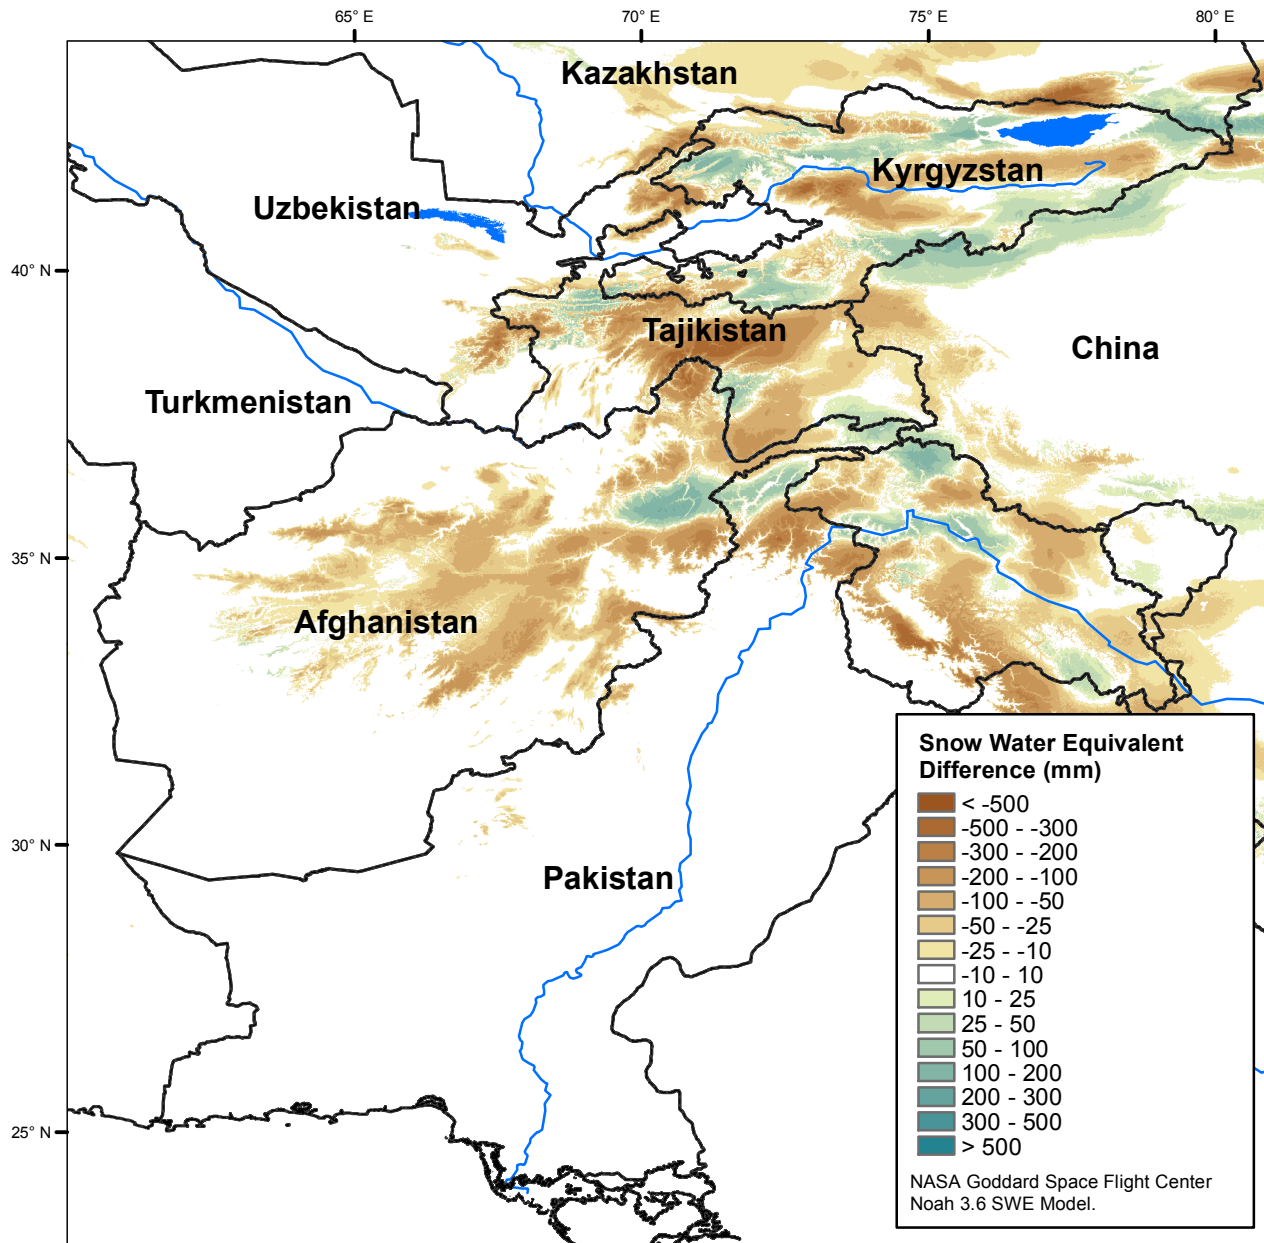 65° E
70° E
75° E
80° E
Kazakhstan
Kyrgyzstan
Uzbekistan
40° N
Tajikistan
China
Turkmenistan
35° N
Afghanistan
30° N
Pakistan
25° N
Snow Water Equivalent
Difference (mm)
< -500
-500 - -300
-300 - -200
-200 - -100
-100 - -50
-50 - -25
-25 - -10
-10 - 10
10 - 25
25 - 50
50 - 100
100 - 200
200 - 300
300 - 500
> 500
NASA Goddard Space Flight Center
Noah 3.6 SWE Model.